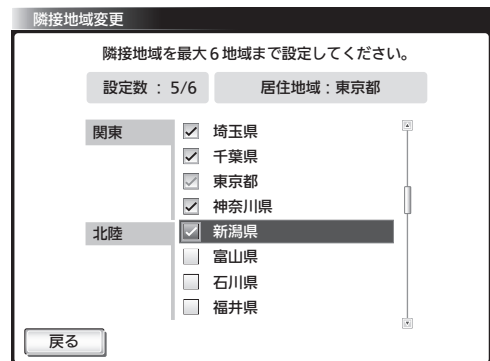 隣接地域変更
隣接地域を最大6地域まで設定してください。
設定数 : 5/6 居住地域 : 東京都
関東 埼玉県
千葉県
東京都
神奈川県
北陸 新潟県
富山県
石川県
福井県
戻る